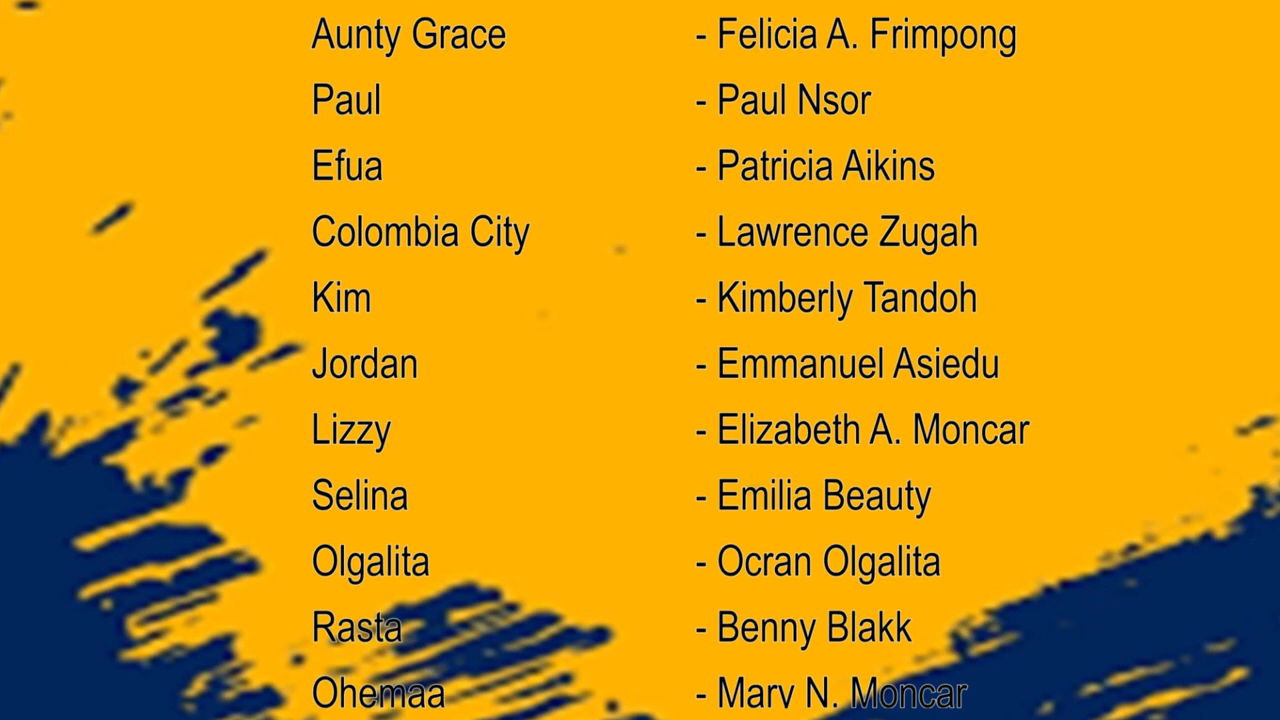 Aunty Grace - Felicia A. Frimpong
Paul - Paul Nsor
Efua - Patricia Aikins
Colombia City - Lawrence Zugah
Kim - Kimberly Tandoh
Jordan - Emmanuel Asiedu
Lizzy - Elizabeth A. Moncar
Selina - Emilia Beauty
Olgalita - Ocran Olgalita
Rasta - Benny Blakk
Ohemaa - Mary N. Moncar